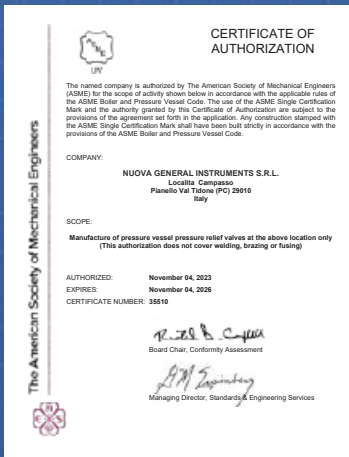 CERTIFICATE OF
AUTHORIZATION
The American Society of Mechanical Engineers
UV
The named company is authorized by The American Society of Mechanical Engineers
(ASME) for the scope of activity shown below in accordance with the applicable rules of
the ASME Boiler and Pressure Vessel Code. The use of the ASME Single Certification
Mark and the authority granted by this Certificate of Authorization are subject to the
provisions of the agreement set forth in the application. Any construction stamped with
the ASME Single Certification Mark shall have been built strictly in accordance with the
provisions of the ASME Boiler and Pressure Vessel Code.
COMPANY:
NUOVA GENERAL INSTRUMENTS S.R.L.
Localita Campasso
Pianello Val Tidone (PC) 29010
Italy
SCOPE:
Manufacture of pressure vessel pressure relief valves at the above location only
(This authorization does not cover welding, brazing or fusing)
AUTHORIZED: November 04, 2023
EXPIRES: November 04, 2026
CERTIFICATE NUMBER: 35510
Board Chair, Conformity Assessment
Managing Director, Standards & Engineering Services